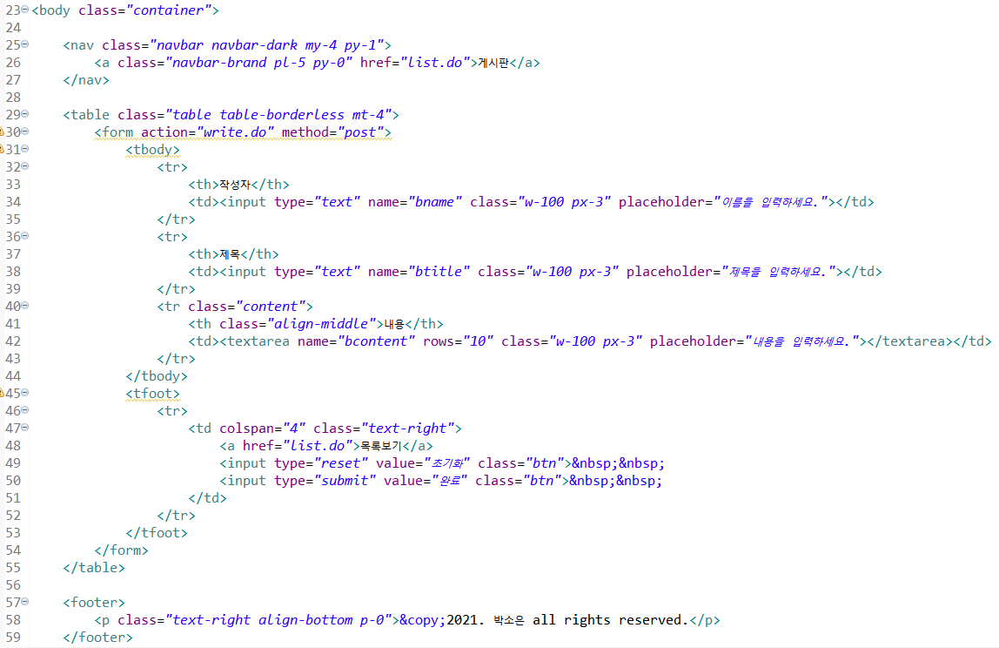 23 <body class="container">
24
25 <nav class="navbar navbar-dark my-4 py-1">
26 <a class="navbar-brand pl-5 py-0" href="list.do">게시판</a>
27 </nav>
28
29 <table class="table table-borderless mt-4">
30 <form action="write.do" method="post">
31 <tbody>
32 <tr>
33 <th>작성자</th>
34 <td><input type="text" name="bname" class="w-100 px-3" placeholder="이름을 입력하세요."></td>
35 </tr>
36 <tr>
37 <th>제목</th>
38 <td><input type="text" name="btitle" class="w-100 px-3" placeholder="제목을 입력하세요."></td>
39 </tr>
40 <tr class="content">
41 <th class="align-middle">내용</th>
42 <td><textarea name="bcontent" rows="10" class="w-100 px-3" placeholder="내용을 입력하세요."></textarea></td>
43 </tr>
44 </tbody>
45 <tfoot>
46 <tr>
47 <td colspan="4" class="text-right">
48 <a href="list.do">목록보기</a>
49 <input type="reset" value="초기화" class="btn">&nbsp;&nbsp;
50 <input type="submit" value="완료" class="btn">&nbsp;&nbsp;
51 </td>
52 </tr>
53 </tfoot>
54 </form>
55 </table>
56
57 <footer>
58 <p class="text-right align-bottom p-0">&copy;2021. 박소은 all rights reserved.</p>
59 </footer>